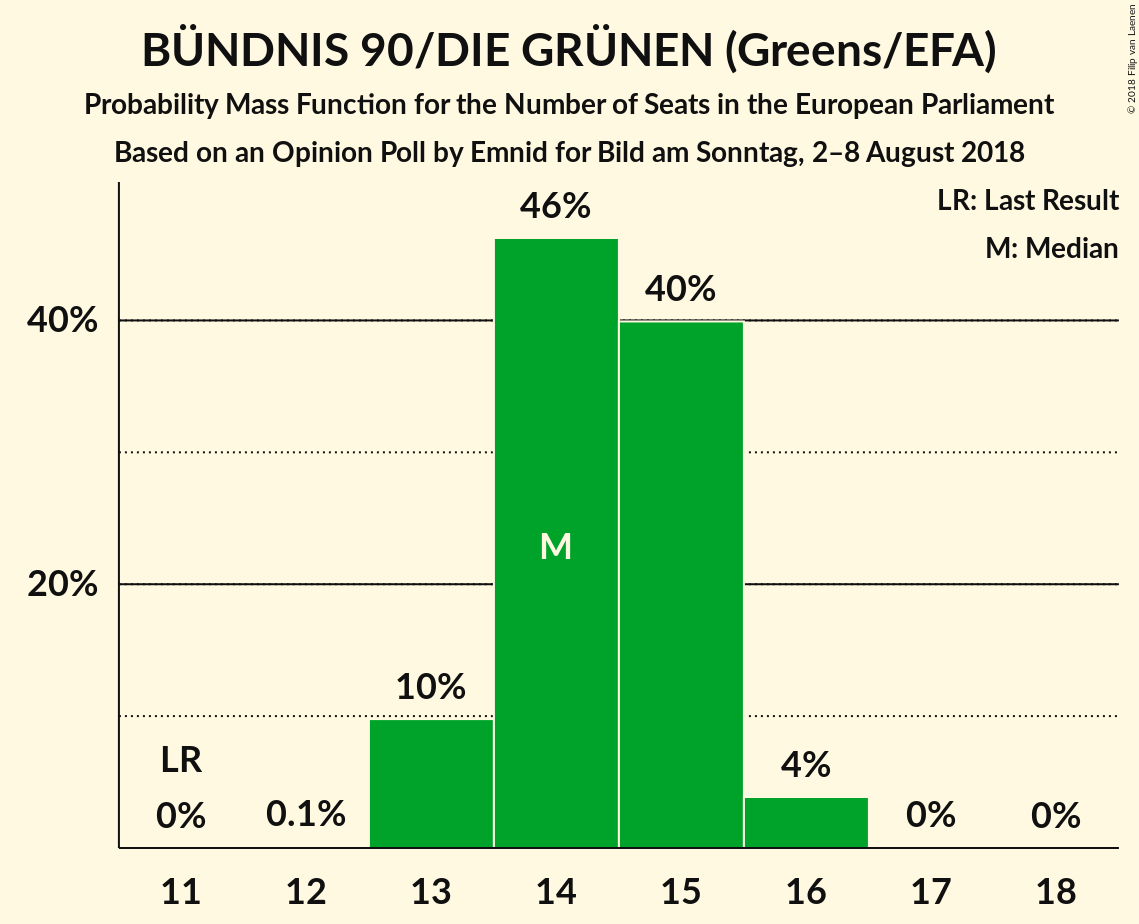 BÜNDNIS 90/DIE GRÜNEN (Greens/EFA)
Probability Mass Function for the Number of Seats in the European Parliament
Based on an Opinion Poll by Emnid for Bild am Sonntag, 2–8 August 2018
© 2018 Filip van Laenen
LR: Last Result
M: Median
46%
40%
40%
M
20%
10%
LR
4%
0%
0.1%
0%
0%
11
12
13
14
15
16
17
18